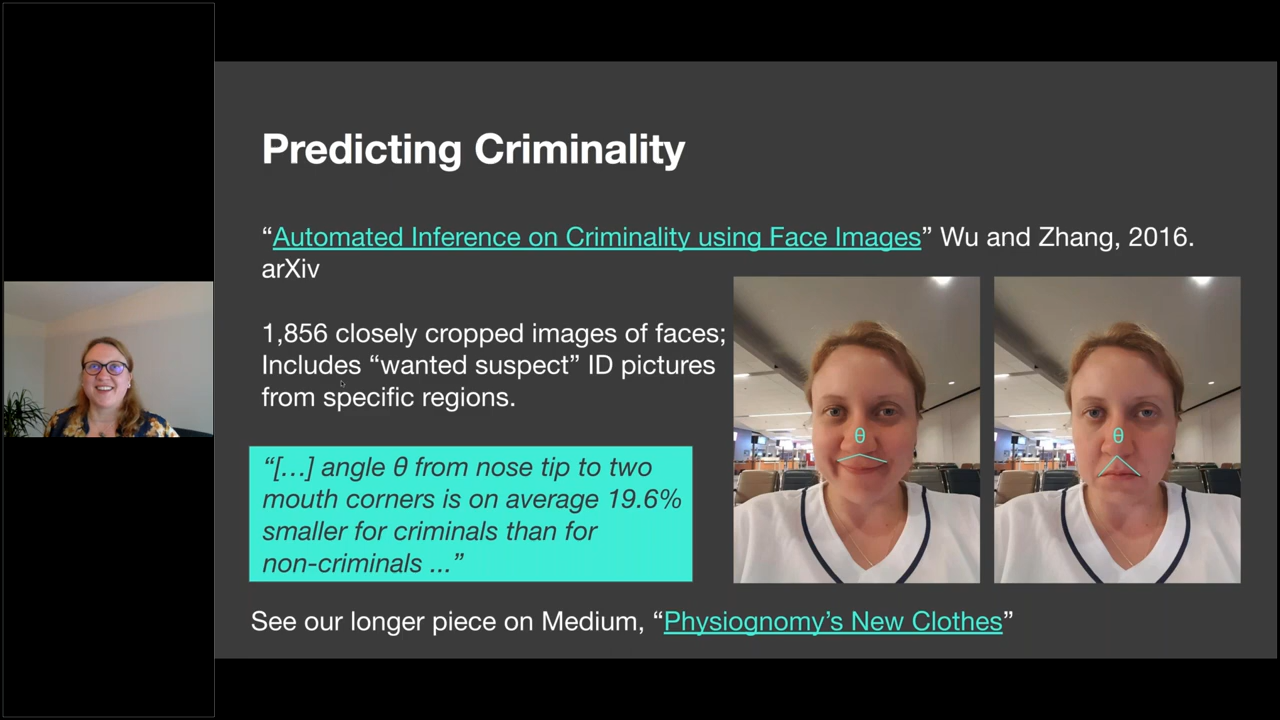 Predicting Criminality
“Automated Inference on Criminality using Face Images” Wu and Zhang, 2016.
arXiv
1,856 closely cropped images of faces;
Includes “wanted suspect” ID pictures
from specific regions.
“[…] angle θ from nose tip to two
mouth corners is on average 19.6%
smaller for criminals than for
non-criminals ...”
θ
θ
See our longer piece on Medium, “Physiognomy’s New Clothes”